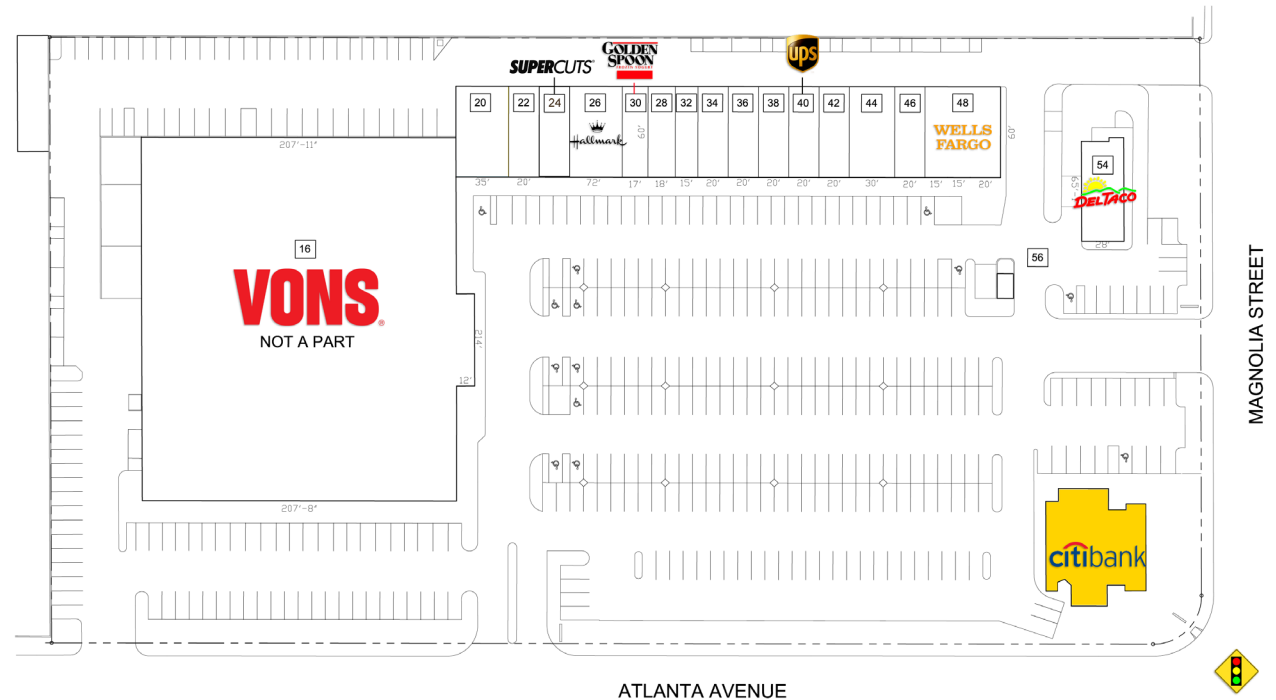 GOLDEN
SPOON
ups
SUPERCUTS
20 22 24 26 30 28 32 34 36 38 40 42 44 46 48
Hallmark
60'
WELLS
FARGO
60'
35' 20' 72' 17' 18' 15' 20' 20' 20' 20' 20' 30' 20' 15' 15' 20'
207'-11"
54
DEL TACO
28'
16
VONS®
NOT A PART
56
214'
12'
207'-8"
citibank
MAGNOLIA STREET
ATLANTA AVENUE